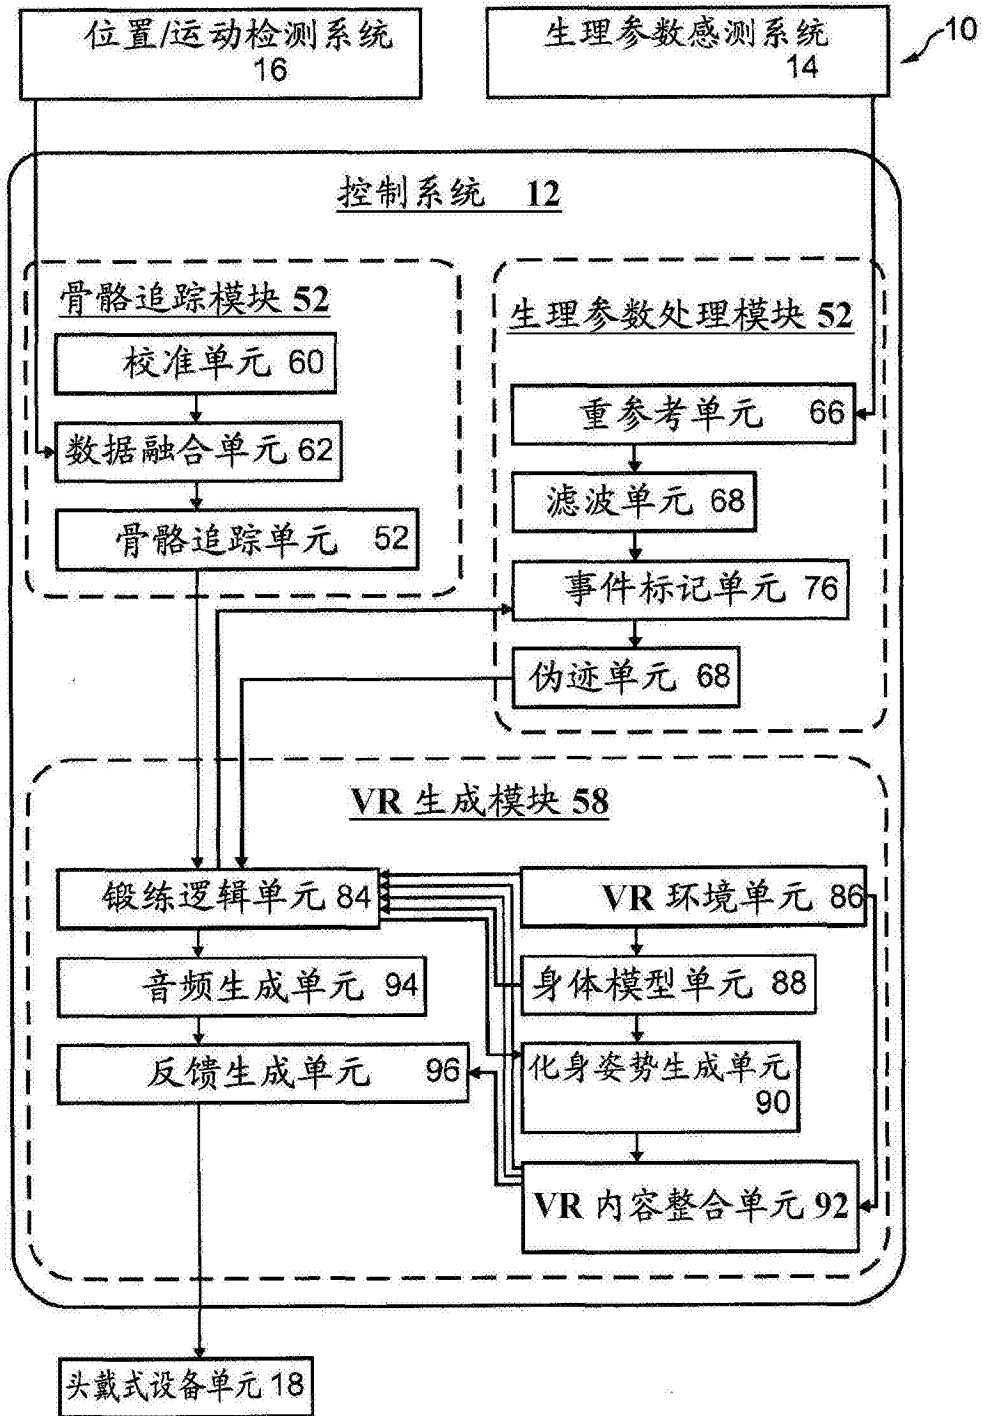 位置/运动检测系统
16
生理参数感测系统
14
10
控制系统 12
骨骼追踪模块 52
校准单元 60
数据融合单元 62
骨骼追踪单元 52
生理参数处理模块 52
重参考单元 66
滤波单元 68
事件标记单元 76
伪迹单元 68
VR 生成模块 58
锻炼逻辑单元 84
音频生成单元 94
反馈生成单元 96
VR 环境单元 86
身体模型单元 88
化身姿势生成单元
90
VR 内容整合单元 92
头戴式设备单元 18